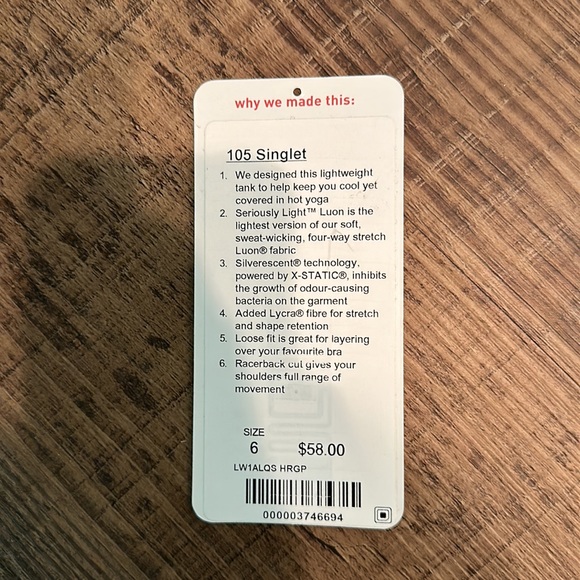 why we made this:
105 Singlet
1. We designed this lightweight
tank to help keep you cool yet
covered in hot yoga
2. Seriously Light™ Luon is the
lightest version of our soft,
sweat-wicking, four-way stretch
Luon® fabric
3. Silverescent® technology,
powered by X-STATIC®, inhibits
the growth of odour-causing
bacteria on the garment
4. Added Lycra® fibre for stretch
and shape retention
5. Loose fit is great for layering
over your favourite bra
6. Racerback cut gives your
shoulders full range of
movement
SIZE
6 $58.00
LW1ALQS HRGP
000003746694